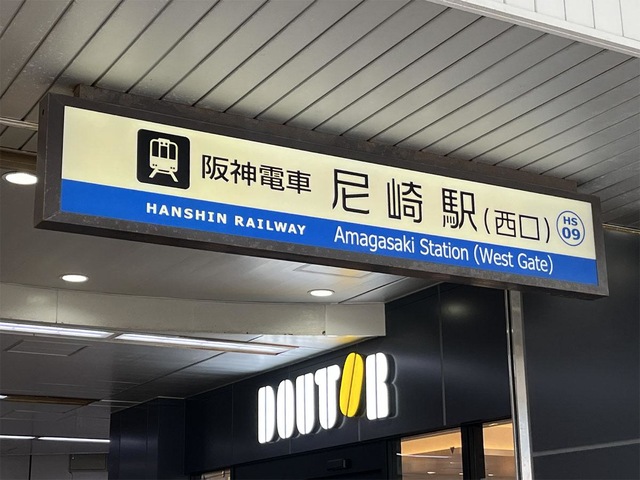 阪神電車 尼崎駅(西口) HS 09
HANSHIN RAILWAY Amagasaki Station (West Gate)
DOUTOR